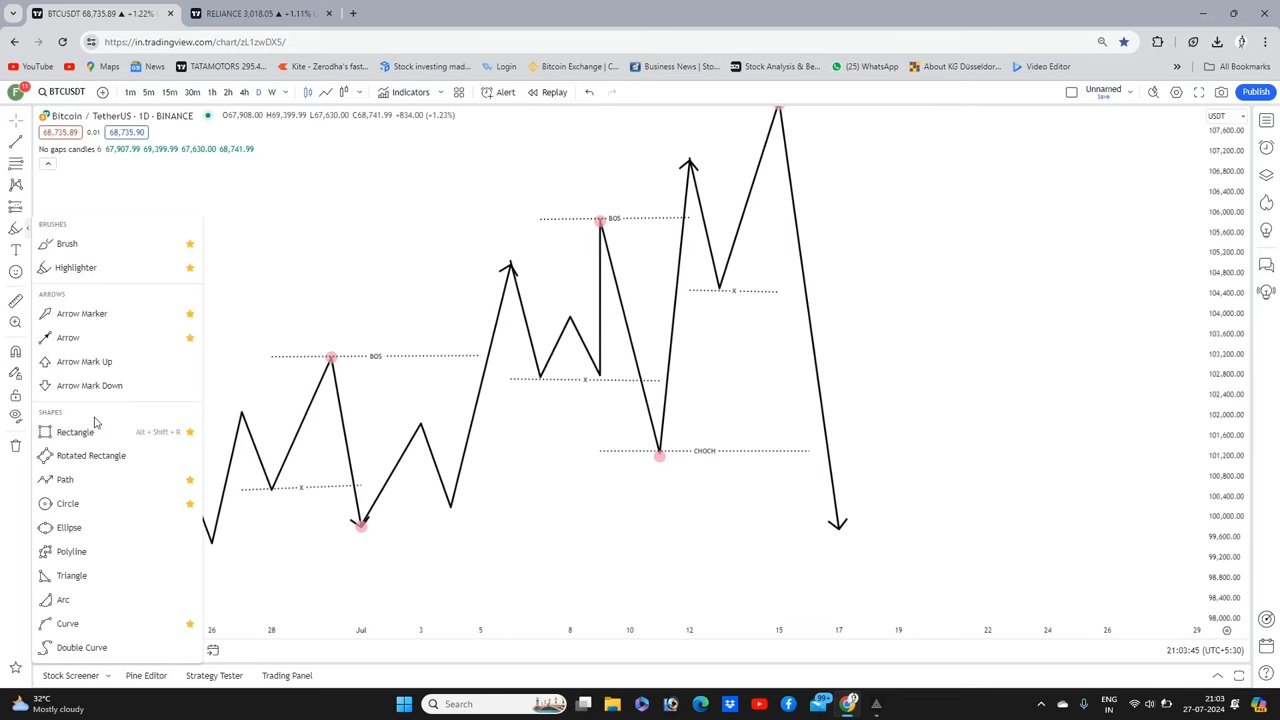 BTCUSDT 68,735.89 ▲ +1.22% U
RELIANCE 3,018.05 ▲ +1.11% U
https://in.tradingview.com/chart/zL1zwDX5/
YouTube
Maps
News
TATAMOTORS 295.4...
Kite - Zerodha's fast...
Stock investing mad...
Login
Bitcoin Exchange | C...
Business News | Sto...
Stock Analysis & Be...
(25) WhatsApp
About KG Düsseldor...
Video Editor
All Bookmarks
F
11
BTCUSDT
1m 5m 15m 30m 1h 2h 4h D W
Indicators
Alert
Replay
Unnamed
Save
Publish
Bitcoin / TetherUS · 1D · BINANCE
O67,908.00 H69,399.99 L67,630.00 C68,741.99 +834.00 (+1.23%)
USDT
68,735.89
0.01
68,735.90
No gaps candles 6 67,907.99 69,399.99 67,630.00 68,741.99
BRUSHES
Brush
Highlighter
ARROWS
Arrow Marker
Arrow
Arrow Mark Up
Arrow Mark Down
SHAPES
Rectangle
Alt + Shift + R
Rotated Rectangle
Path
Circle
Ellipse
Polyline
Triangle
Arc
Curve
Double Curve
BOS
X
BOS
X
CHOCH
X
107,600.00
107,200.00
106,800.00
106,400.00
106,000.00
105,600.00
105,200.00
104,800.00
104,400.00
104,000.00
103,600.00
103,200.00
102,800.00
102,400.00
102,000.00
101,600.00
101,200.00
100,800.00
100,400.00
100,000.00
99,600.00
99,200.00
98,800.00
98,400.00
98,000.00
26 28 Jul 3 5 8 10 12 15 17 19 22 24 26 29
21:03:45 (UTC+5:30)
Stock Screener
Pine Editor
Strategy Tester
Trading Panel
32°C
Mostly cloudy
Search
99+
ENG
IN
21:03
27-07-2024